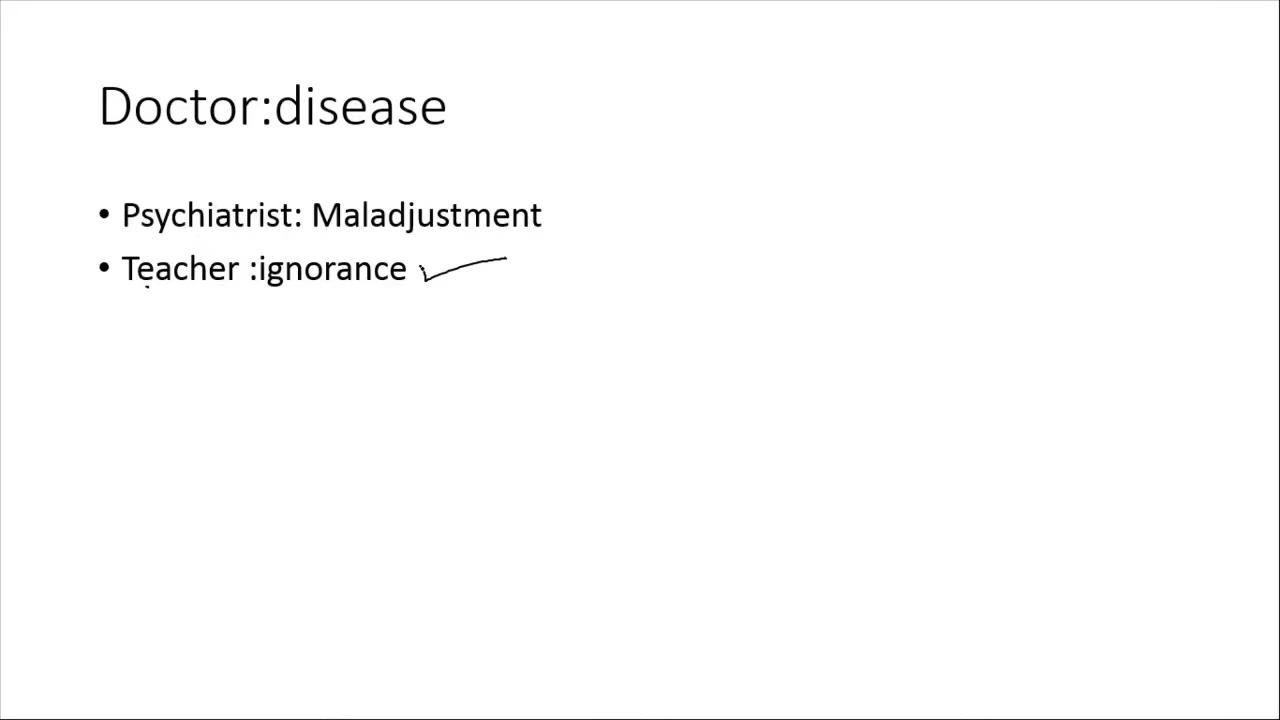 Doctor:disease
• Psychiatrist: Maladjustment
• Teacher :ignorance